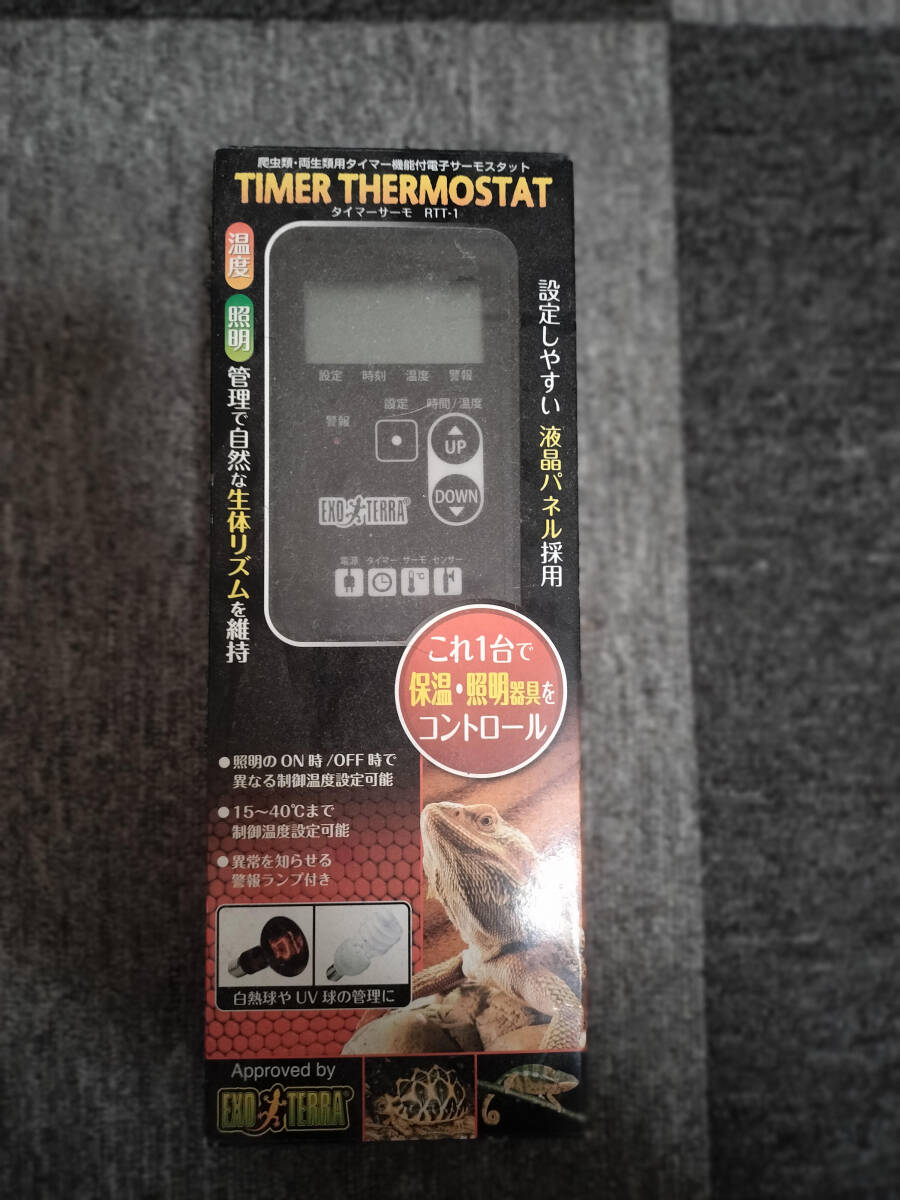 爬虫類・両生類用タイマー機能付電子サーモスタット
TIMER THERMOSTAT
タイマーサーモ RTT-1
温度
照明
管理で自然な生体リズムを維持
設定しやすい液晶パネル採用
設定 時刻 温度 警報
設定 時間/温度
警報
UP
DOWN
EXO TERRA
電源 タイマー サーモ センサー
℃
これ1台で
保温・照明器具を
コントロール
●照明のON時/OFF時で
異なる制御温度設定可能
●15〜40℃まで
制御温度設定可能
●異常を知らせる
警報ランプ付き
白熱球やUV球の管理に
Approved by
EXO TERRA